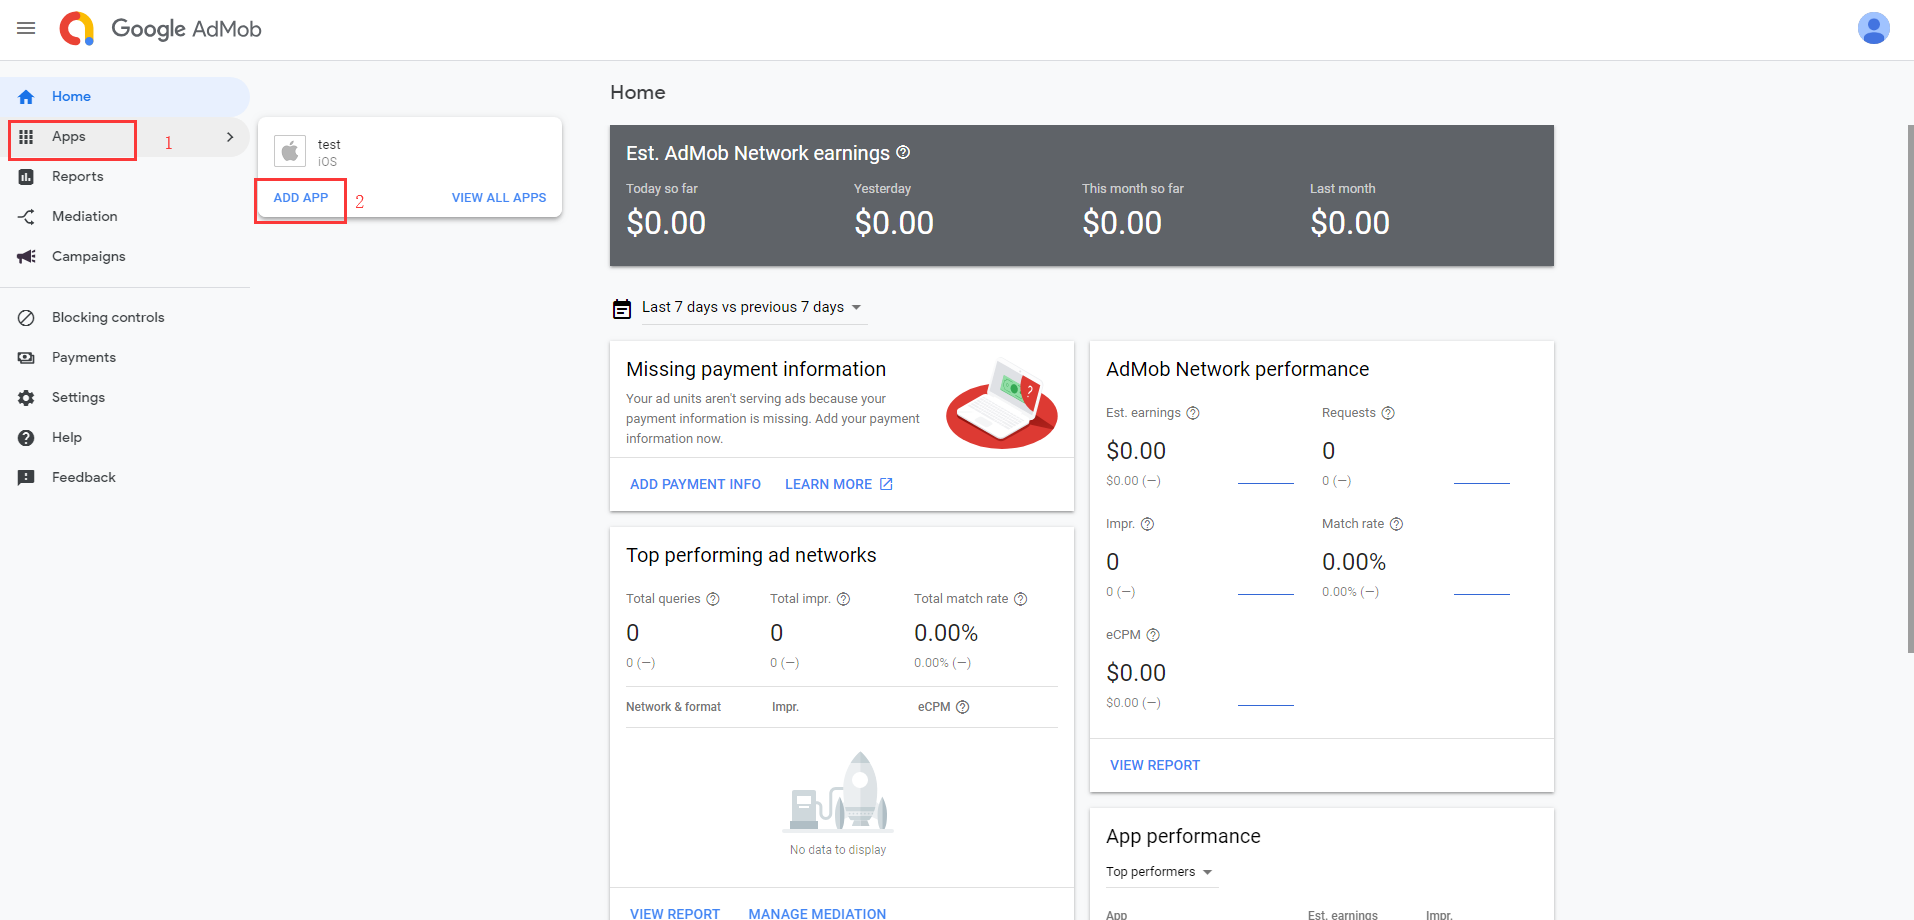 Google AdMob
Home
Apps
1
Reports
Mediation
Campaigns
Blocking controls
Payments
Settings
Help
Feedback
test
iOS
ADD APP
2
VIEW ALL APPS
Home
Est. AdMob Network earnings
Today so far
Yesterday
This month so far
Last month
$0.00
$0.00
$0.00
$0.00
Last 7 days vs previous 7 days
Missing payment information
Your ad units aren't serving ads because your
payment information is missing. Add your payment
information now.
ADD PAYMENT INFO
LEARN MORE
Top performing ad networks
Total queries
Total impr.
Total match rate
0
0
0.00%
0 (—)
0 (—)
0.00% (—)
Network & format
Impr.
eCPM
No data to display
VIEW REPORT
MANAGE MEDIATION
AdMob Network performance
Est. earnings
Requests
$0.00
0
$0.00 (—)
0 (—)
Impr.
Match rate
0
0.00%
0 (—)
0.00% (—)
eCPM
$0.00
$0.00 (—)
VIEW REPORT
App performance
Top performers
App
Est. earnings
Impr.